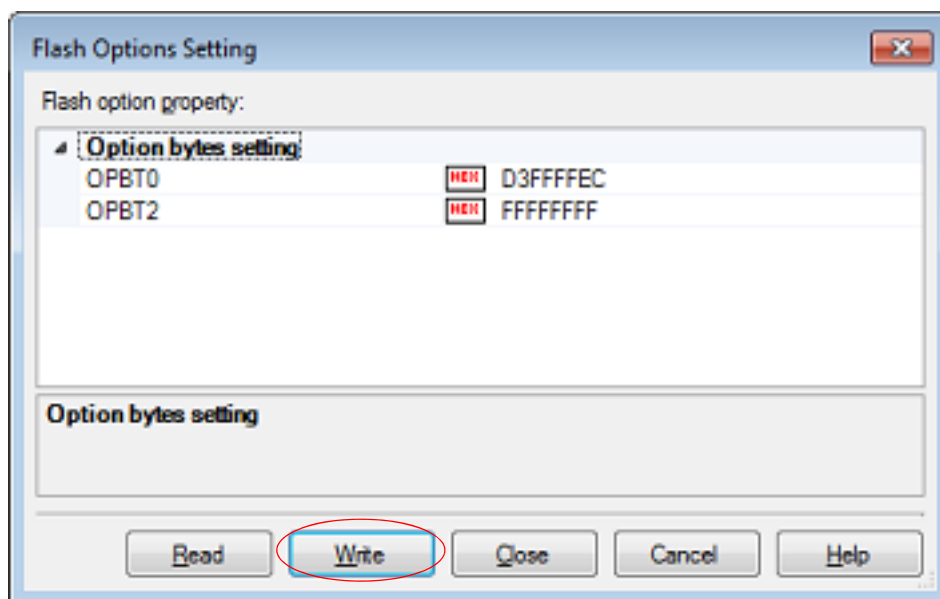 Flash Options Setting
Flash option property:
Option bytes setting
OPBT0 HEX D3FFFFEC
OPBT2 HEX FFFFFFFF
Option bytes setting
Read Write Close Cancel Help